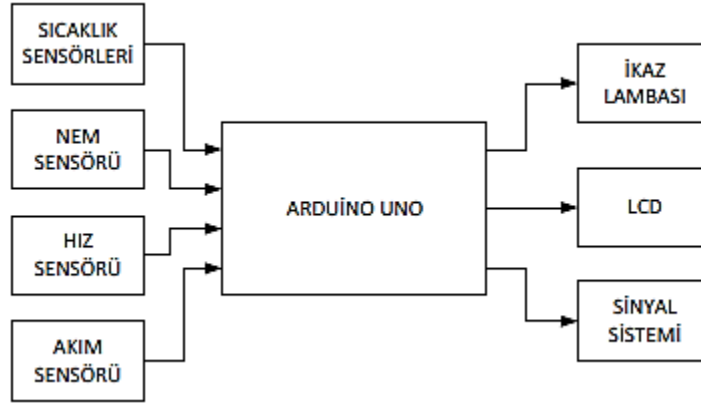 SICAKLIK
SENSÖRLERİ
NEM
SENSÖRÜ
HIZ
SENSÖRÜ
AKIM
SENSÖRÜ
ARDUİNO UNO
İKAZ
LAMBASI
LCD
SİNYAL
SİSTEMİ